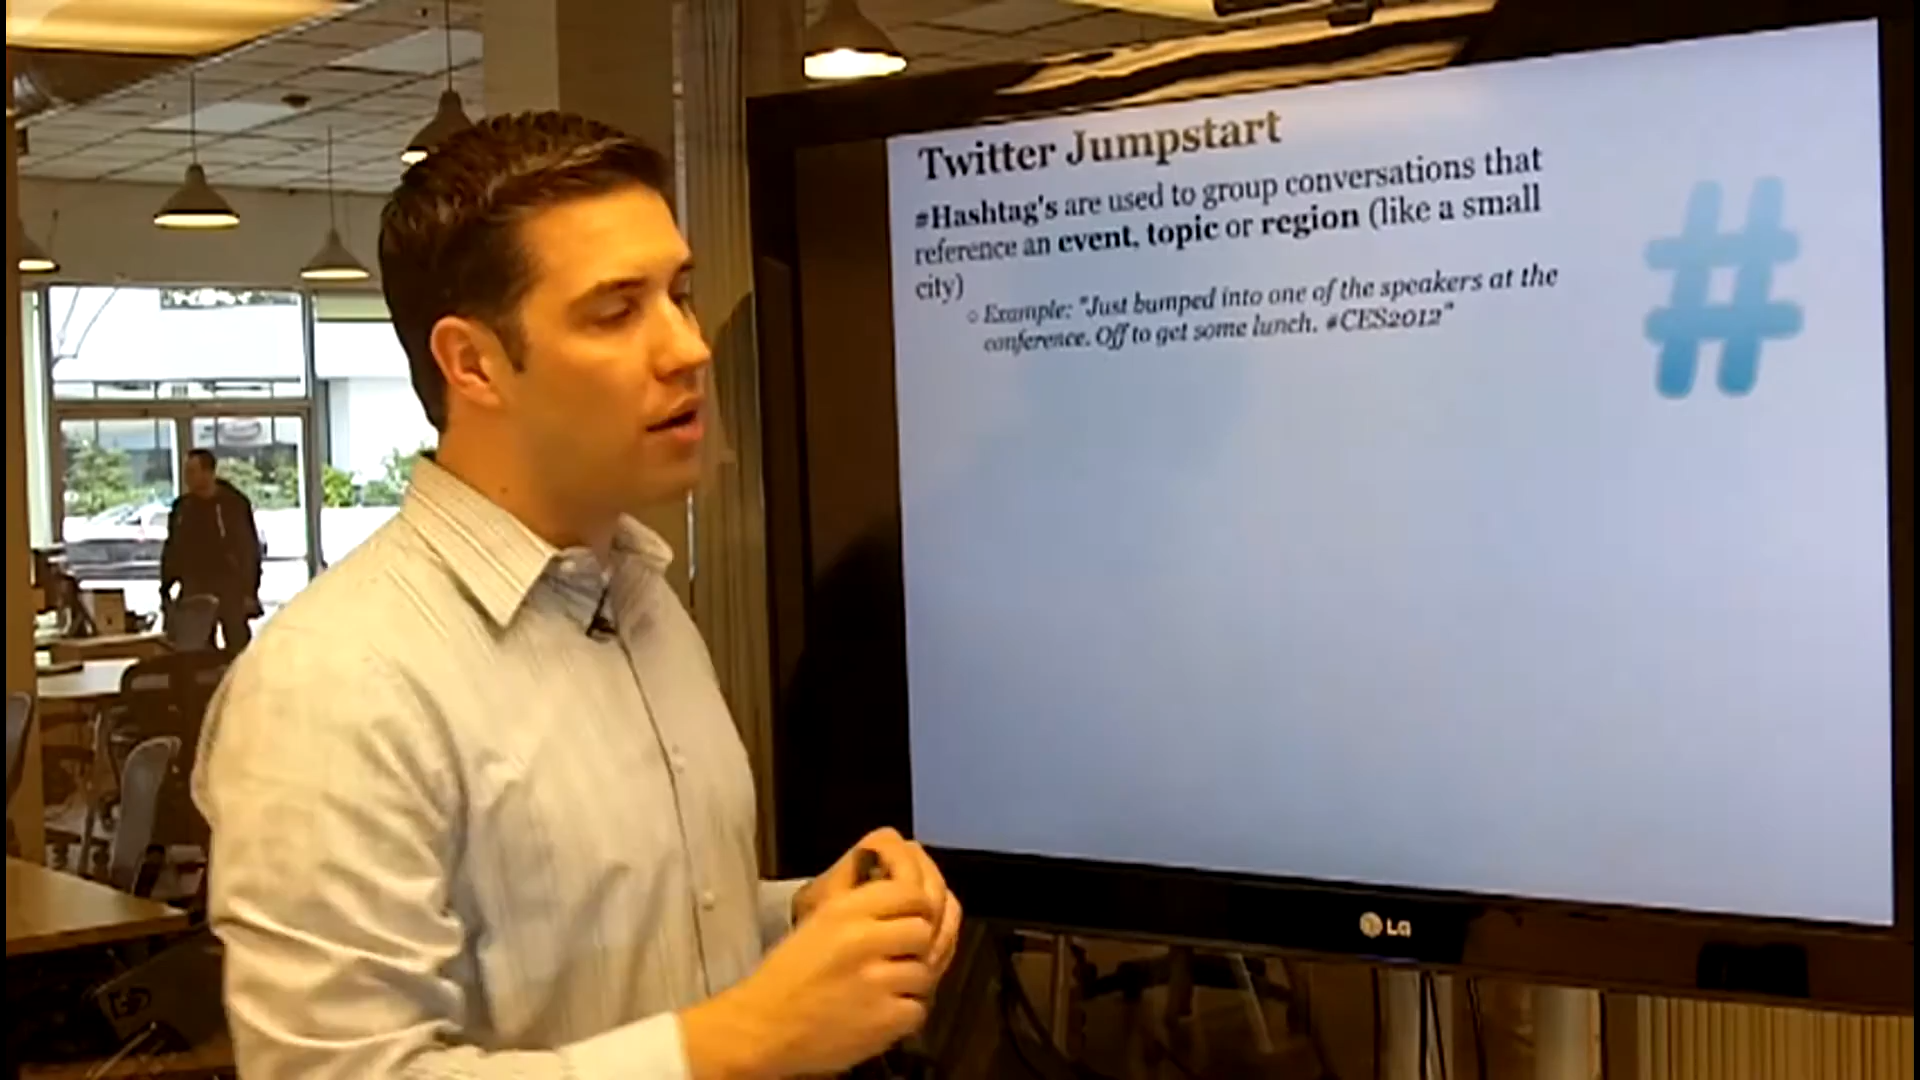 Twitter Jumpstart
#Hashtag's are used to group conversations that
reference an event, topic or region (like a small
city)
○ Example: "Just bumped into one of the speakers at the
conference. Off to get some lunch. #CES2012"
#
LG
hp